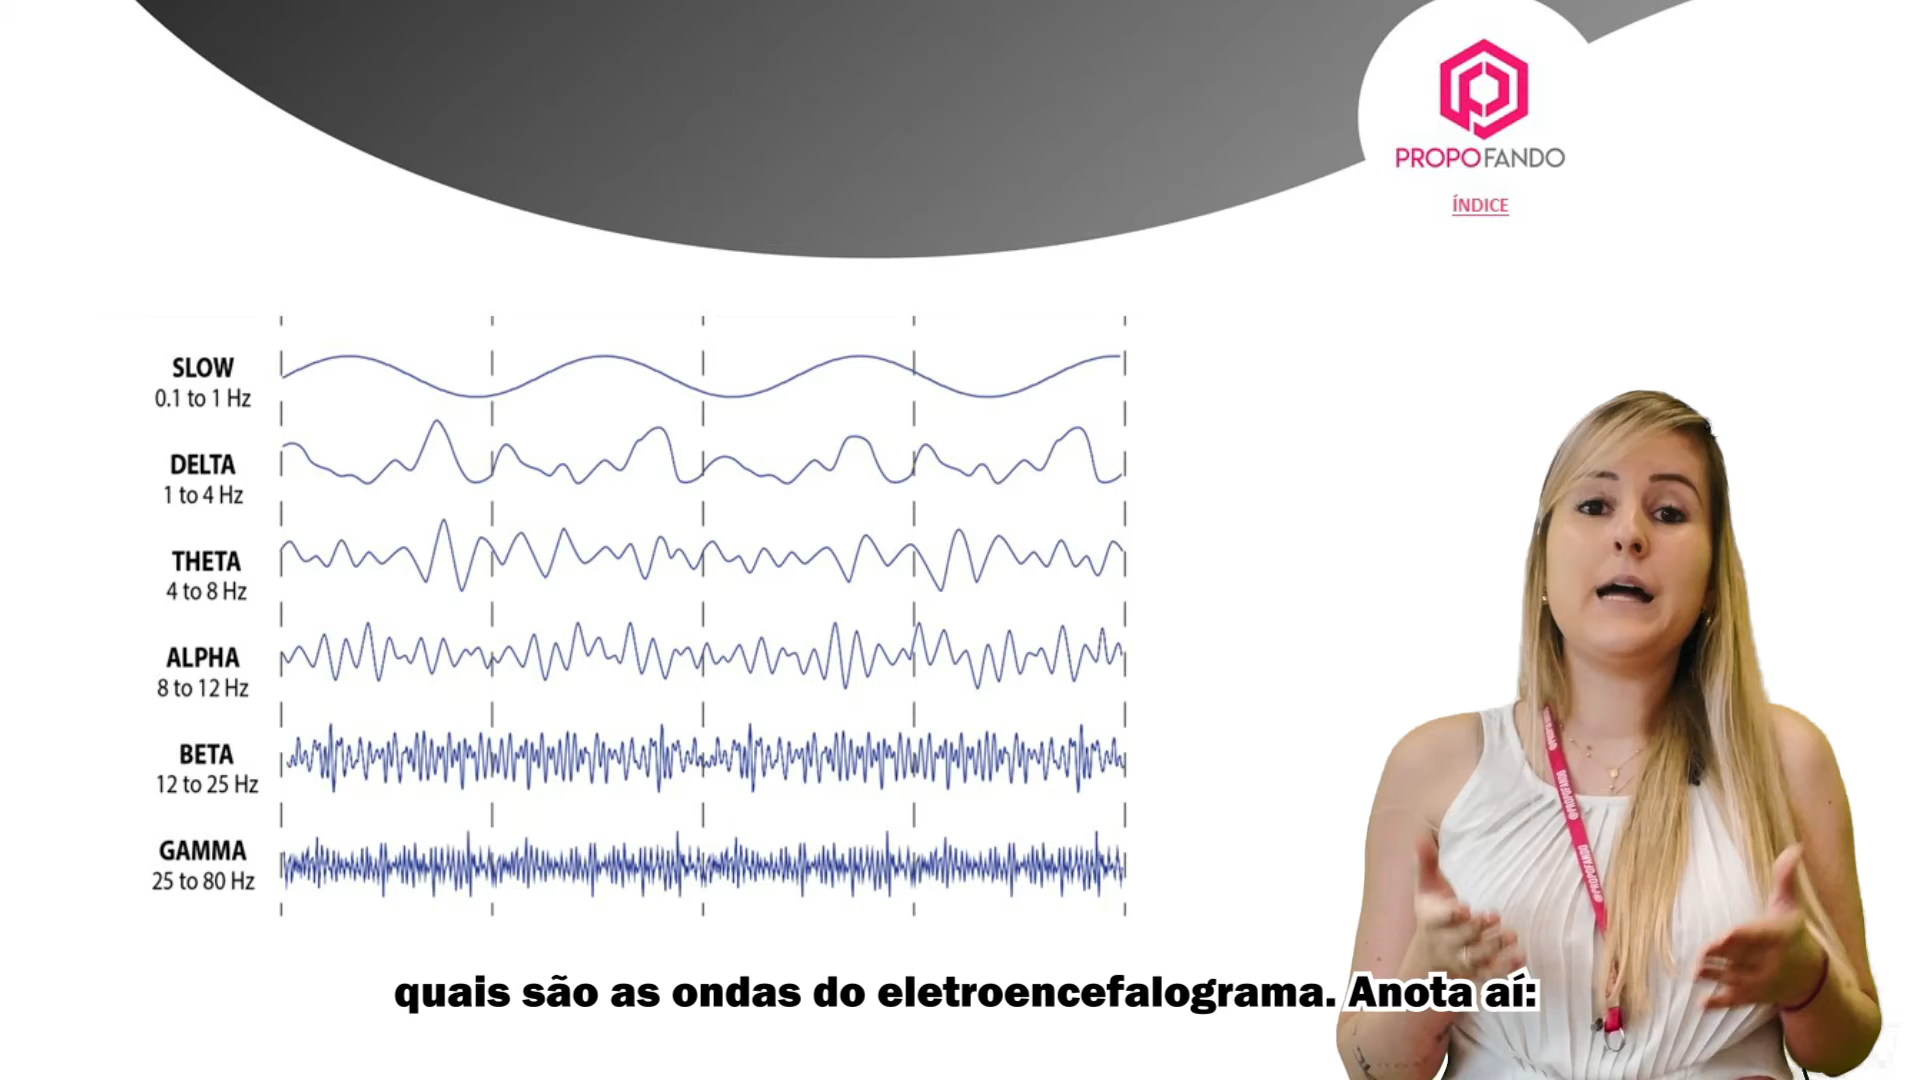 PROPOFANDO
ÍNDICE
SLOW
0.1 to 1 Hz
DELTA
1 to 4 Hz
THETA
4 to 8 Hz
ALPHA
8 to 12 Hz
BETA
12 to 25 Hz
GAMMA
25 to 80 Hz
@PROPOFANDO
@PROPOFANDO
quais são as ondas do eletroencefalograma. Anota aí: